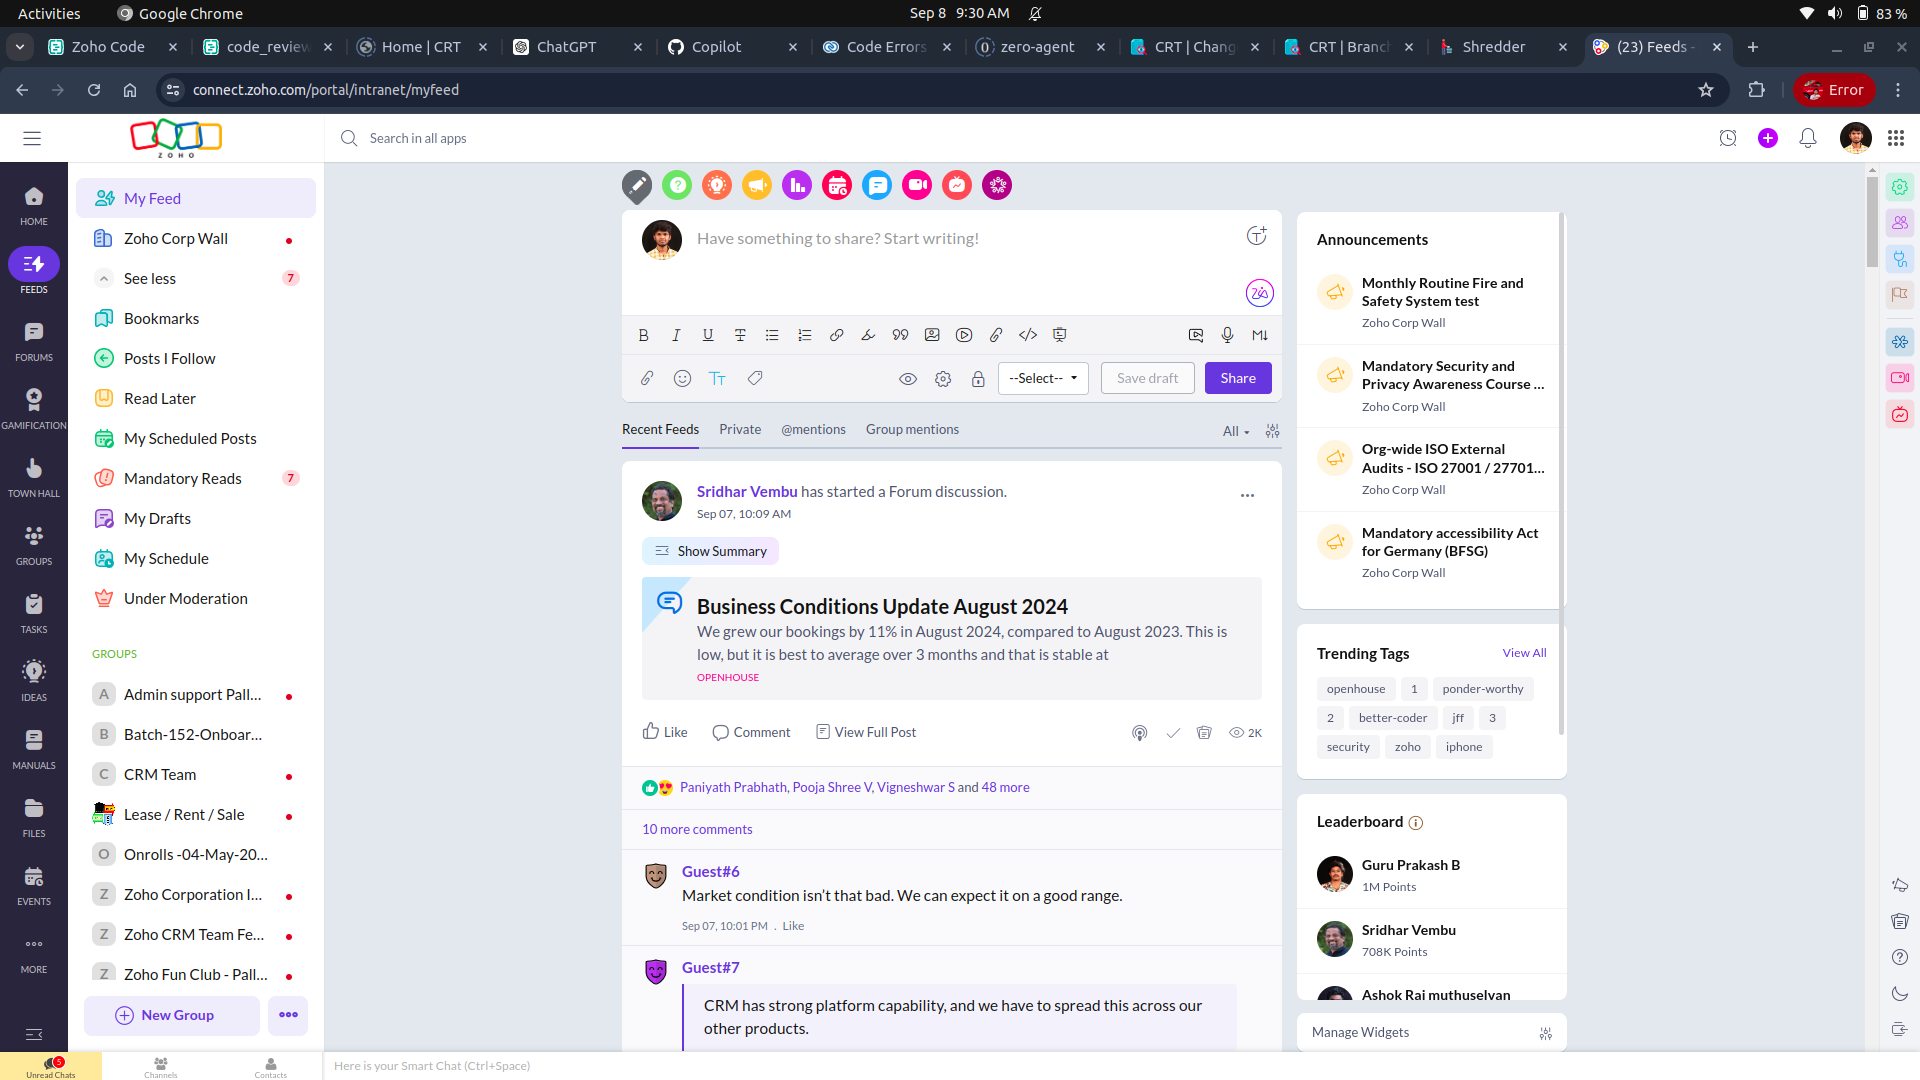 Activities
Google Chrome
Sep 8 9:30 AM
83 %
Zoho Code
code_review
Home | CRT
ChatGPT
Copilot
Code Errors
zero-agent
CRT | Chang
CRT | Branch
Shredder
(23) Feeds -
connect.zoho.com/portal/intranet/myfeed
Error
ZOHO
Search in all apps
HOME
FEEDS
FORUMS
GAMIFICATION
TOWN HALL
GROUPS
TASKS
IDEAS
MANUALS
FILES
EVENTS
MORE
My Feed
Zoho Corp Wall
See less 7
Bookmarks
Posts I Follow
Read Later
My Scheduled Posts
Mandatory Reads 7
My Drafts
My Schedule
Under Moderation
GROUPS
A Admin support Pall...
B Batch-152-Onboar...
C CRM Team
Lease / Rent / Sale
O Onrolls -04-May-20...
Z Zoho Corporation I...
Z Zoho CRM Team Fe...
Z Zoho Fun Club - Pall...
New Group
Have something to share? Start writing!
--Select--
Save draft
Share
Recent Feeds
Private
@mentions
Group mentions
All
Sridhar Vembu has started a Forum discussion.
Sep 07, 10:09 AM
Show Summary
Business Conditions Update August 2024
We grew our bookings by 11% in August 2024, compared to August 2023. This is
low, but it is best to average over 3 months and that is stable at
OPENHOUSE
Like
Comment
View Full Post
2K
Paniyath Prabhath, Pooja Shree V, Vigneshwar S and 48 more
10 more comments
Guest#6
Market condition isn't that bad. We can expect it on a good range.
Sep 07, 10:01 PM . Like
Guest#7
CRM has strong platform capability, and we have to spread this across our
other products.
Announcements
Monthly Routine Fire and
Safety System test
Zoho Corp Wall
Mandatory Security and
Privacy Awareness Course ...
Zoho Corp Wall
Org-wide ISO External
Audits - ISO 27001 / 27701...
Zoho Corp Wall
Mandatory accessibility Act
for Germany (BFSG)
Zoho Corp Wall
Trending Tags
View All
openhouse 1 ponder-worthy
2 better-coder jff 3
security zoho iphone
Leaderboard
Guru Prakash B
1M Points
Sridhar Vembu
708K Points
Ashok Raj muthuselvan
Manage Widgets
5
Unread Chats
Channels
Contacts
Here is your Smart Chat (Ctrl+Space)